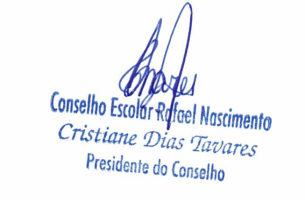 Conselho Escolar Rafael Nascimento
Cristiane Dias Tavares
Presidente do Conselho